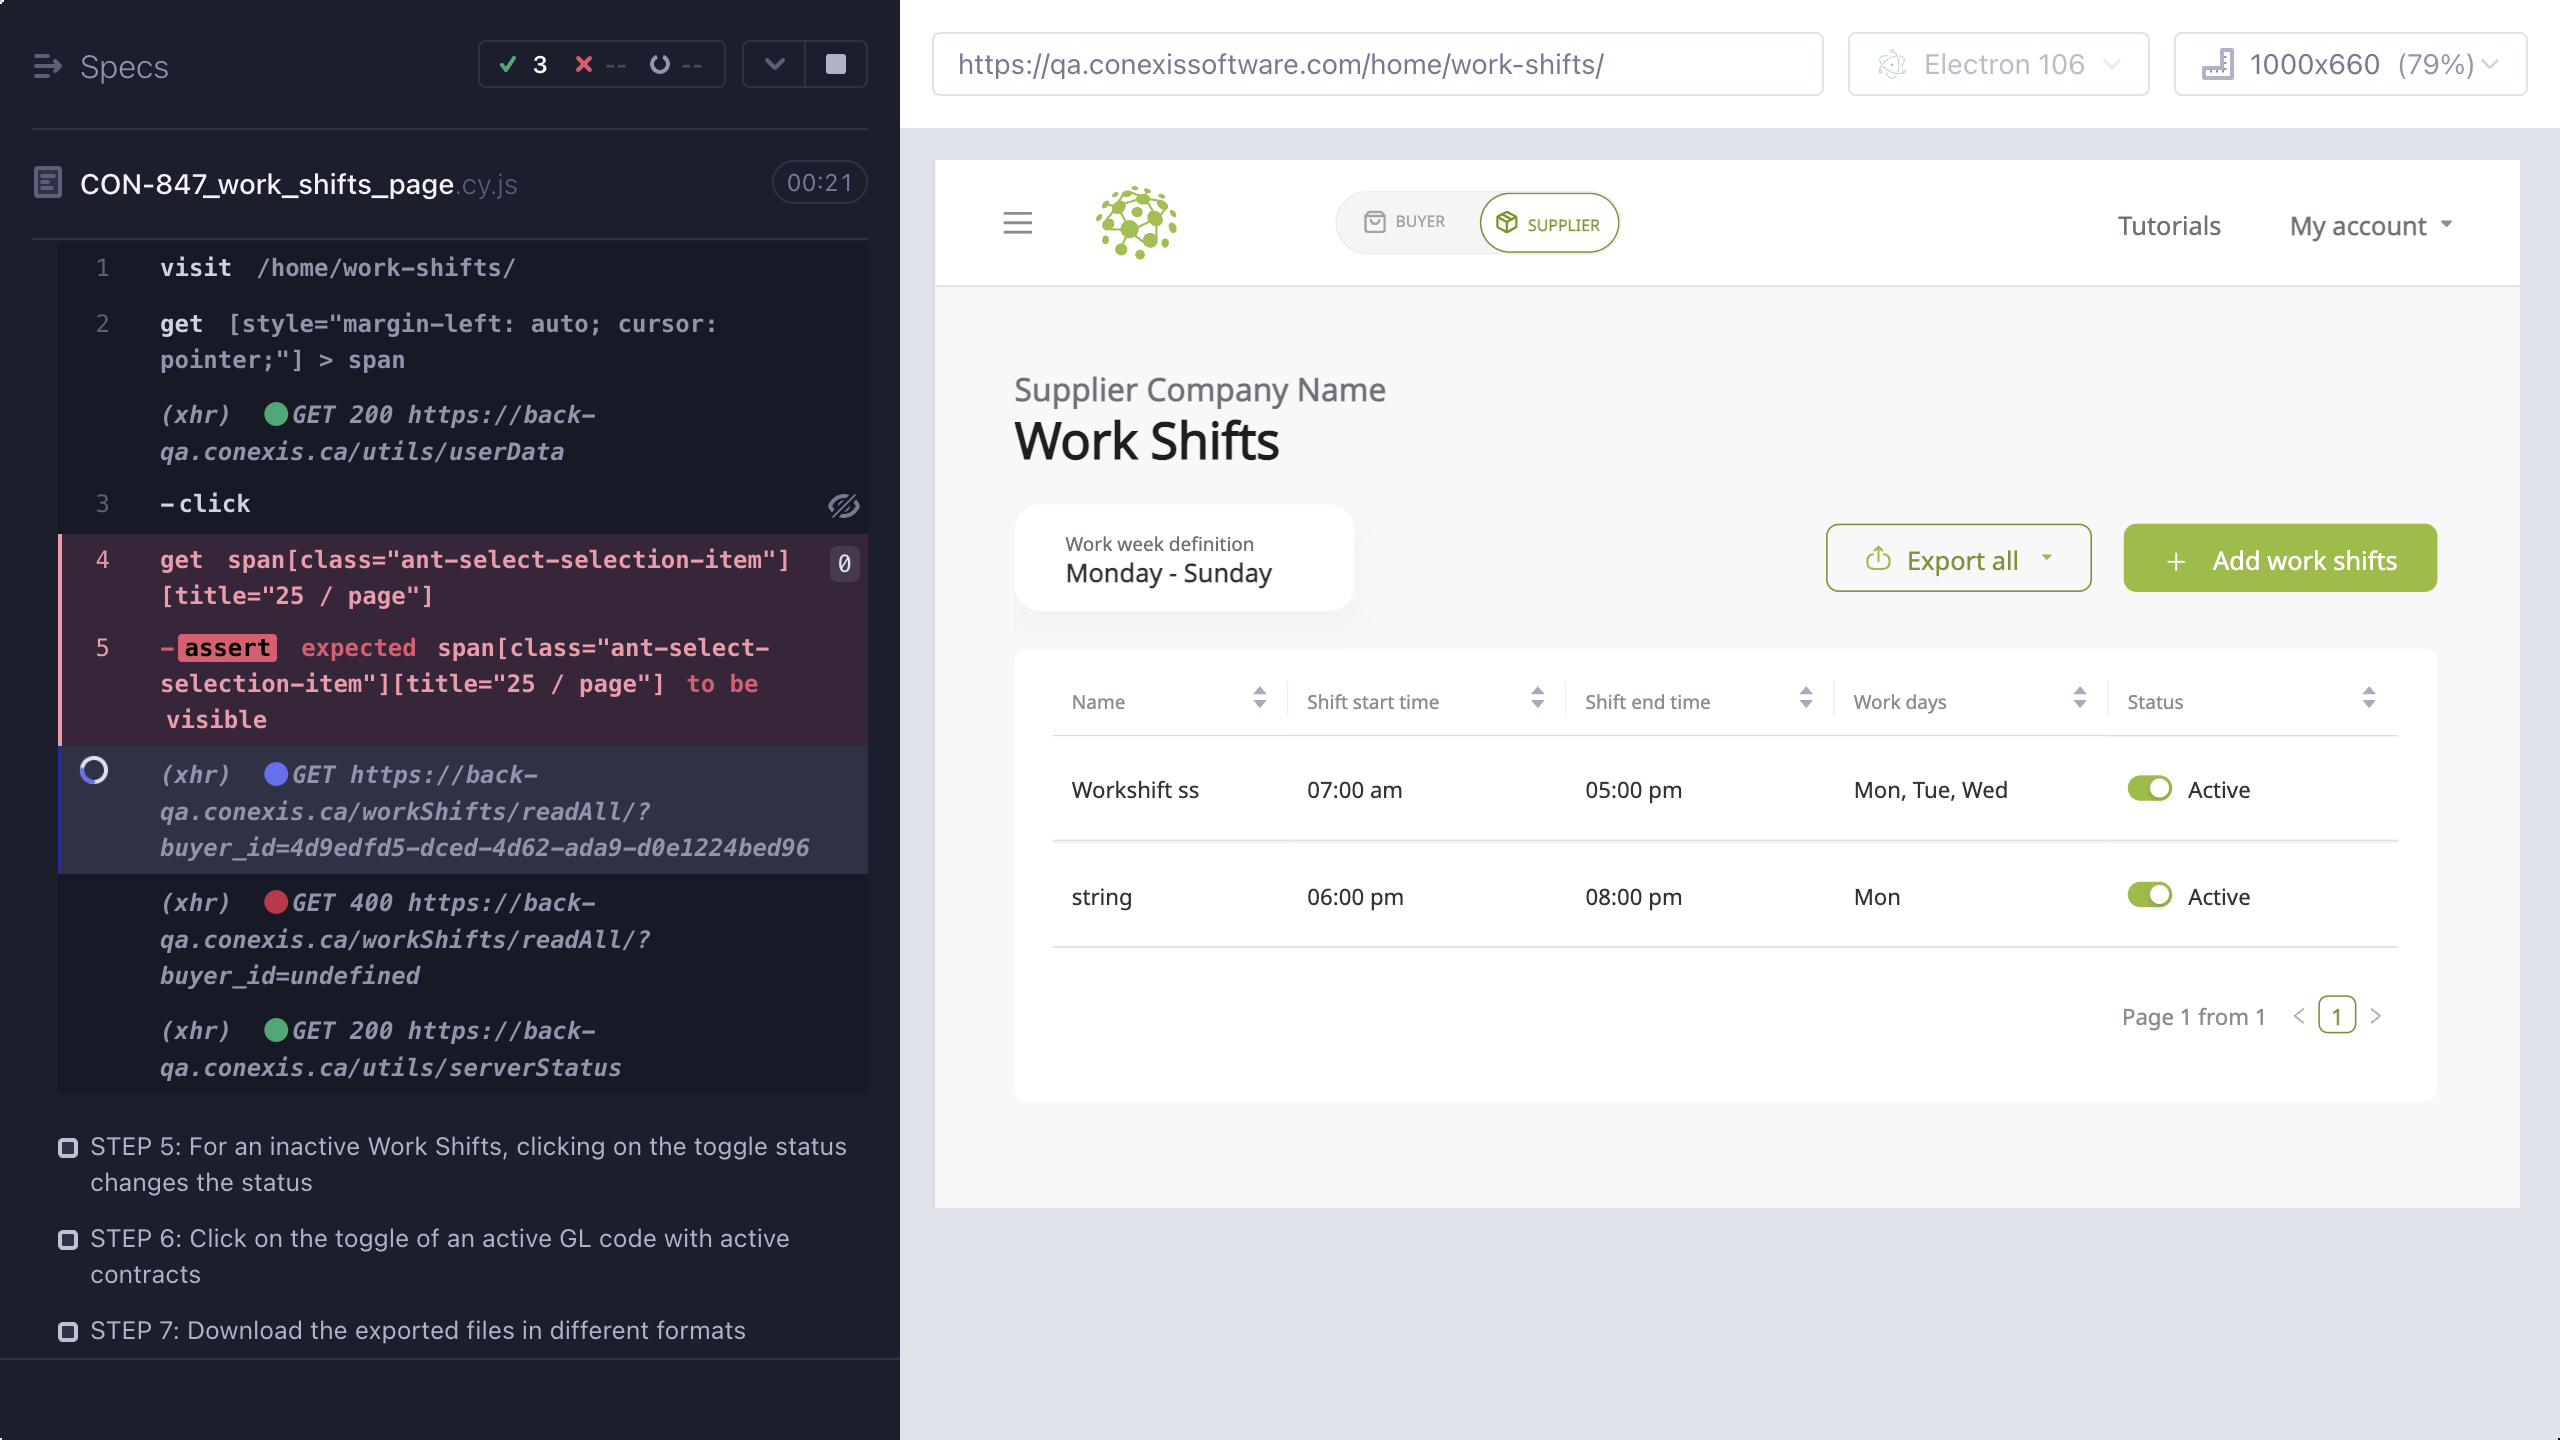 Specs
3 -- --
CON-847_work_shifts_page.cy.js
00:21
1 visit /home/work-shifts/
2 get [style="margin-left: auto; cursor:
pointer;"] > span
(xhr) GET 200 https://back-
qa.conexis.ca/utils/userData
3 -click
4 get span[class="ant-select-selection-item"]
[title="25 / page"]
0
5 -assert expected span[class="ant-select-
selection-item"][title="25 / page"] to be
visible
(xhr) GET https://back-
qa.conexis.ca/workShifts/readAll/?
buyer_id=4d9edfd5-dced-4d62-ada9-d0e1224bed96
(xhr) GET 400 https://back-
qa.conexis.ca/workShifts/readAll/?
buyer_id=undefined
(xhr) GET 200 https://back-
qa.conexis.ca/utils/serverStatus
STEP 5: For an inactive Work Shifts, clicking on the toggle status
changes the status
STEP 6: Click on the toggle of an active GL code with active
contracts
STEP 7: Download the exported files in different formats
https://qa.conexissoftware.com/home/work-shifts/
Electron 106
1000x660 (79%)
BUYER SUPPLIER
Tutorials My account
Supplier Company Name
Work Shifts
Work week definition
Monday - Sunday
Export all
+ Add work shifts
Name Shift start time Shift end time Work days Status
Workshift ss 07:00 am 05:00 pm Mon, Tue, Wed Active
string 06:00 pm 08:00 pm Mon Active
Page 1 from 1 < 1 >